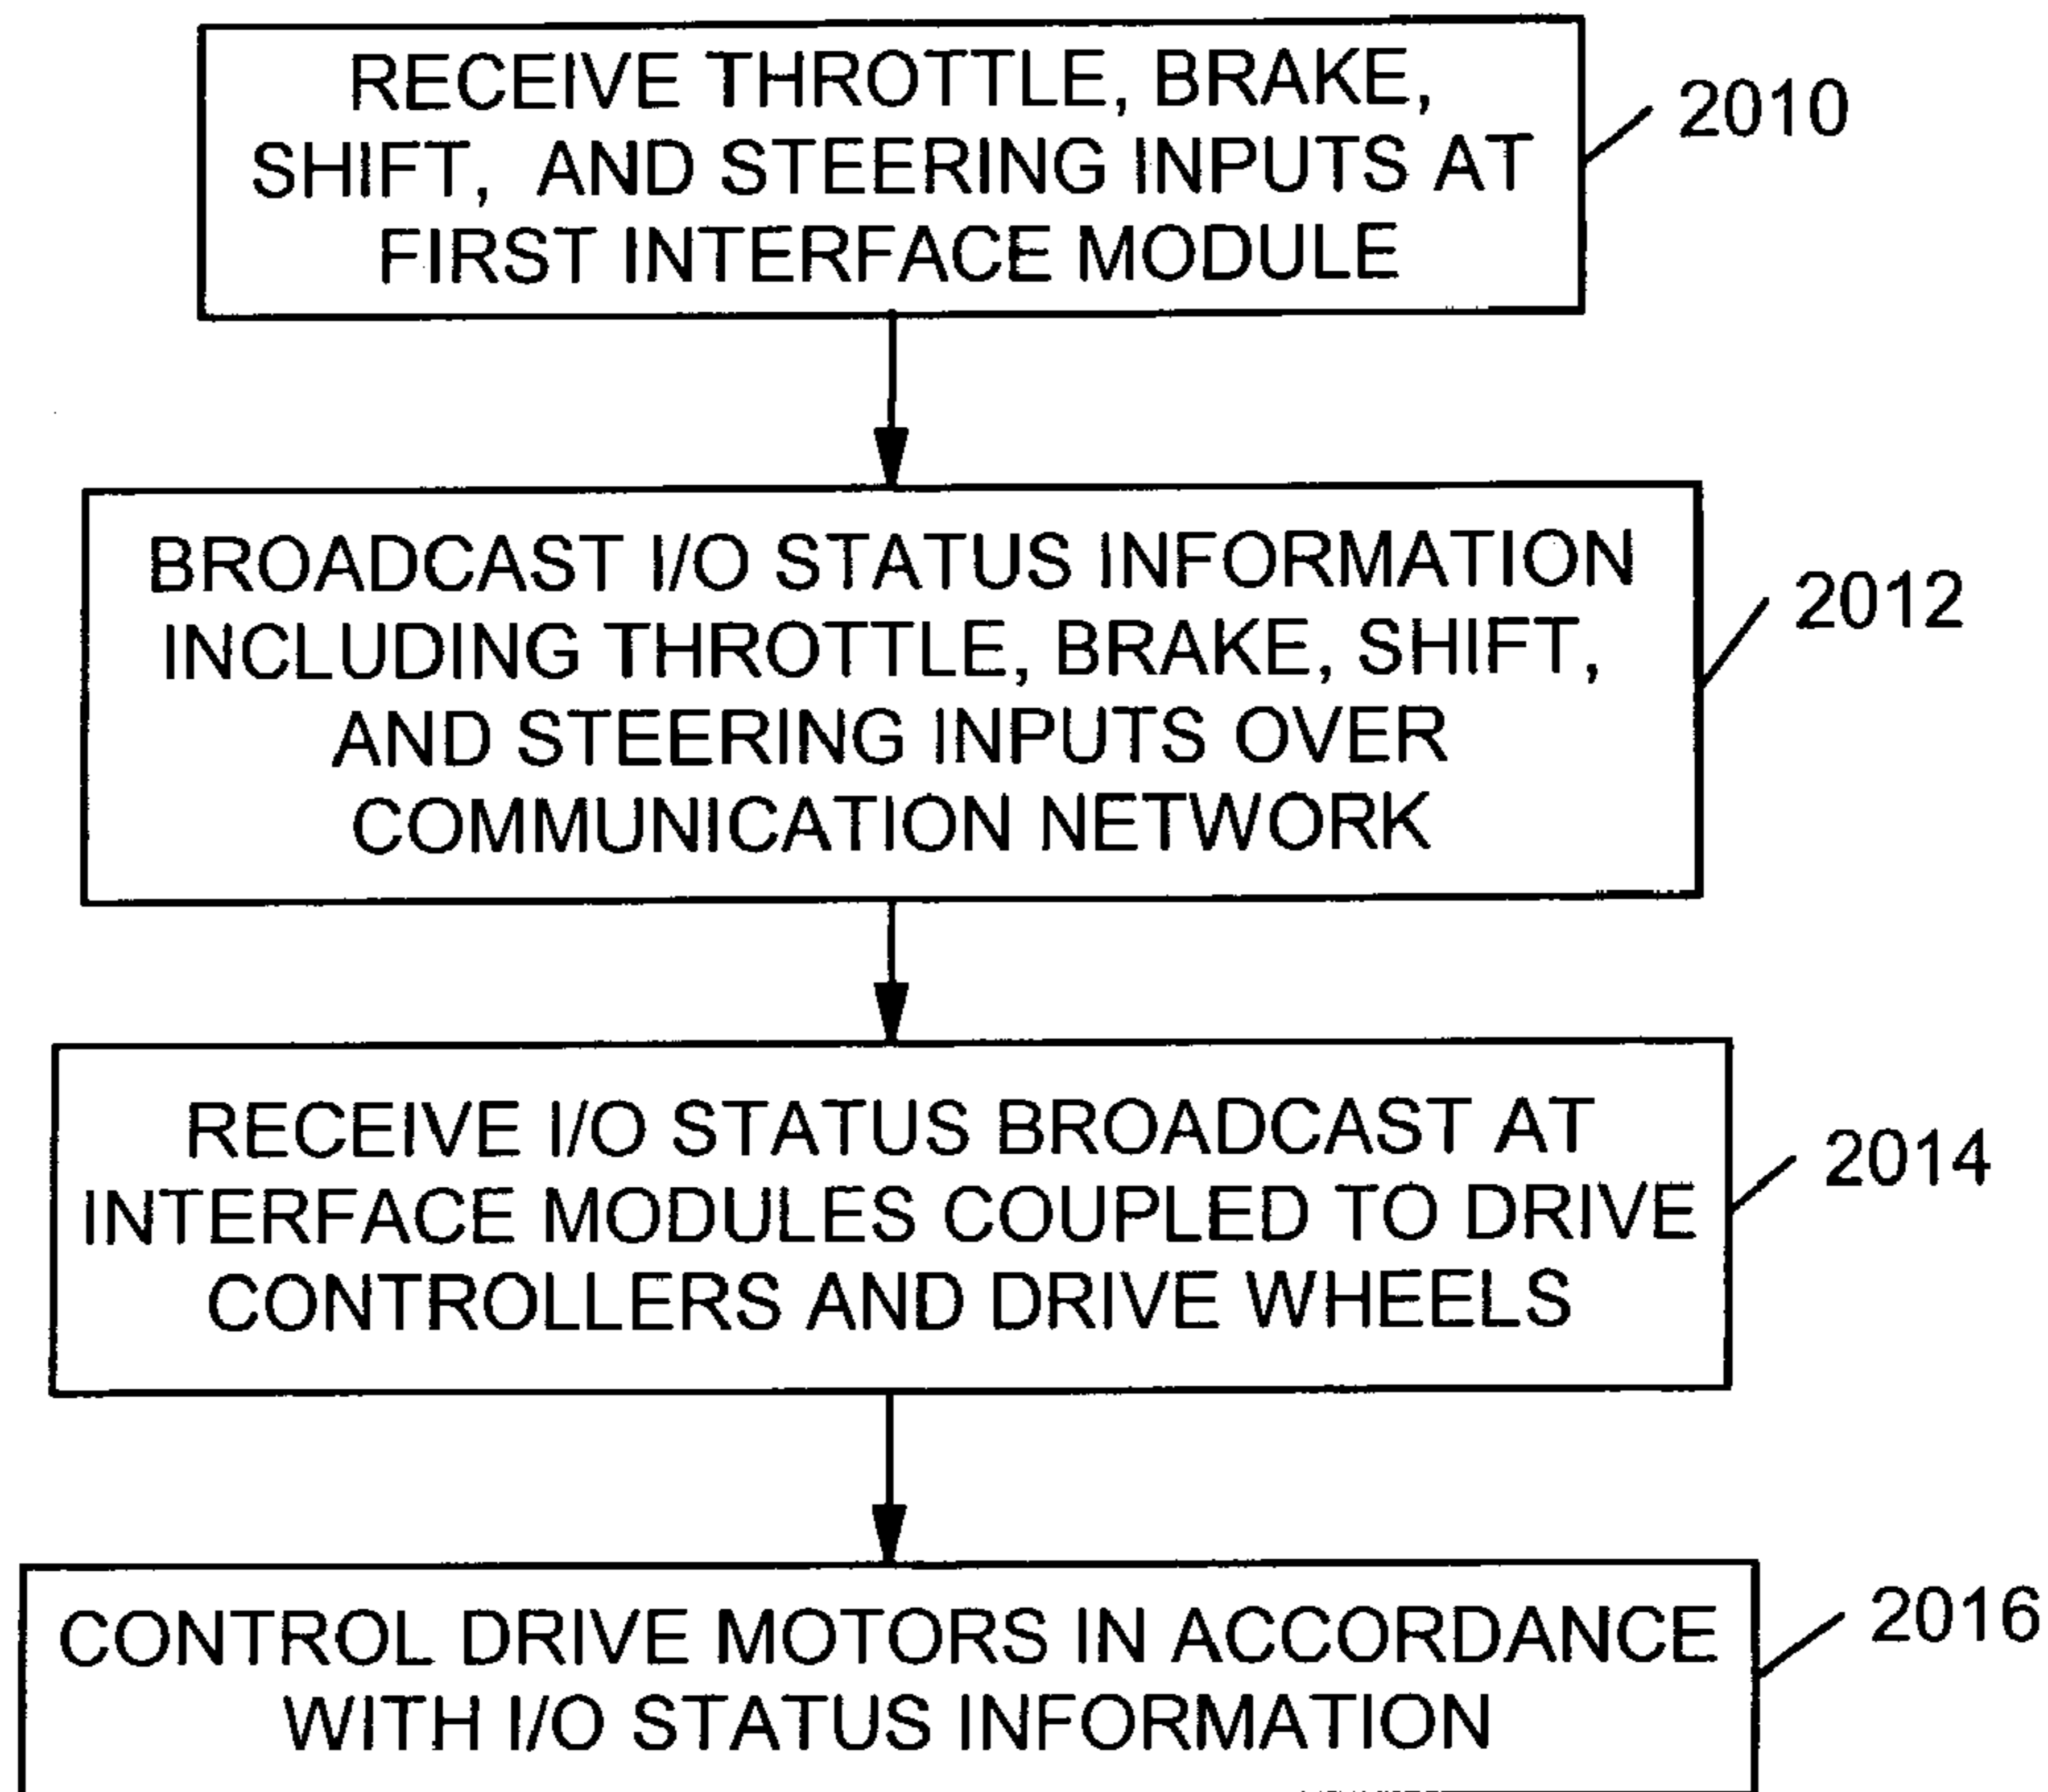 RECEIVE THROTTLE, BRAKE,
SHIFT, AND STEERING INPUTS AT
FIRST INTERFACE MODULE
2010
BROADCAST I/O STATUS INFORMATION
INCLUDING THROTTLE, BRAKE, SHIFT,
AND STEERING INPUTS OVER
COMMUNICATION NETWORK
2012
RECEIVE I/O STATUS BROADCAST AT
INTERFACE MODULES COUPLED TO DRIVE
CONTROLLERS AND DRIVE WHEELS
2014
CONTROL DRIVE MOTORS IN ACCORDANCE
WITH I/O STATUS INFORMATION
2016